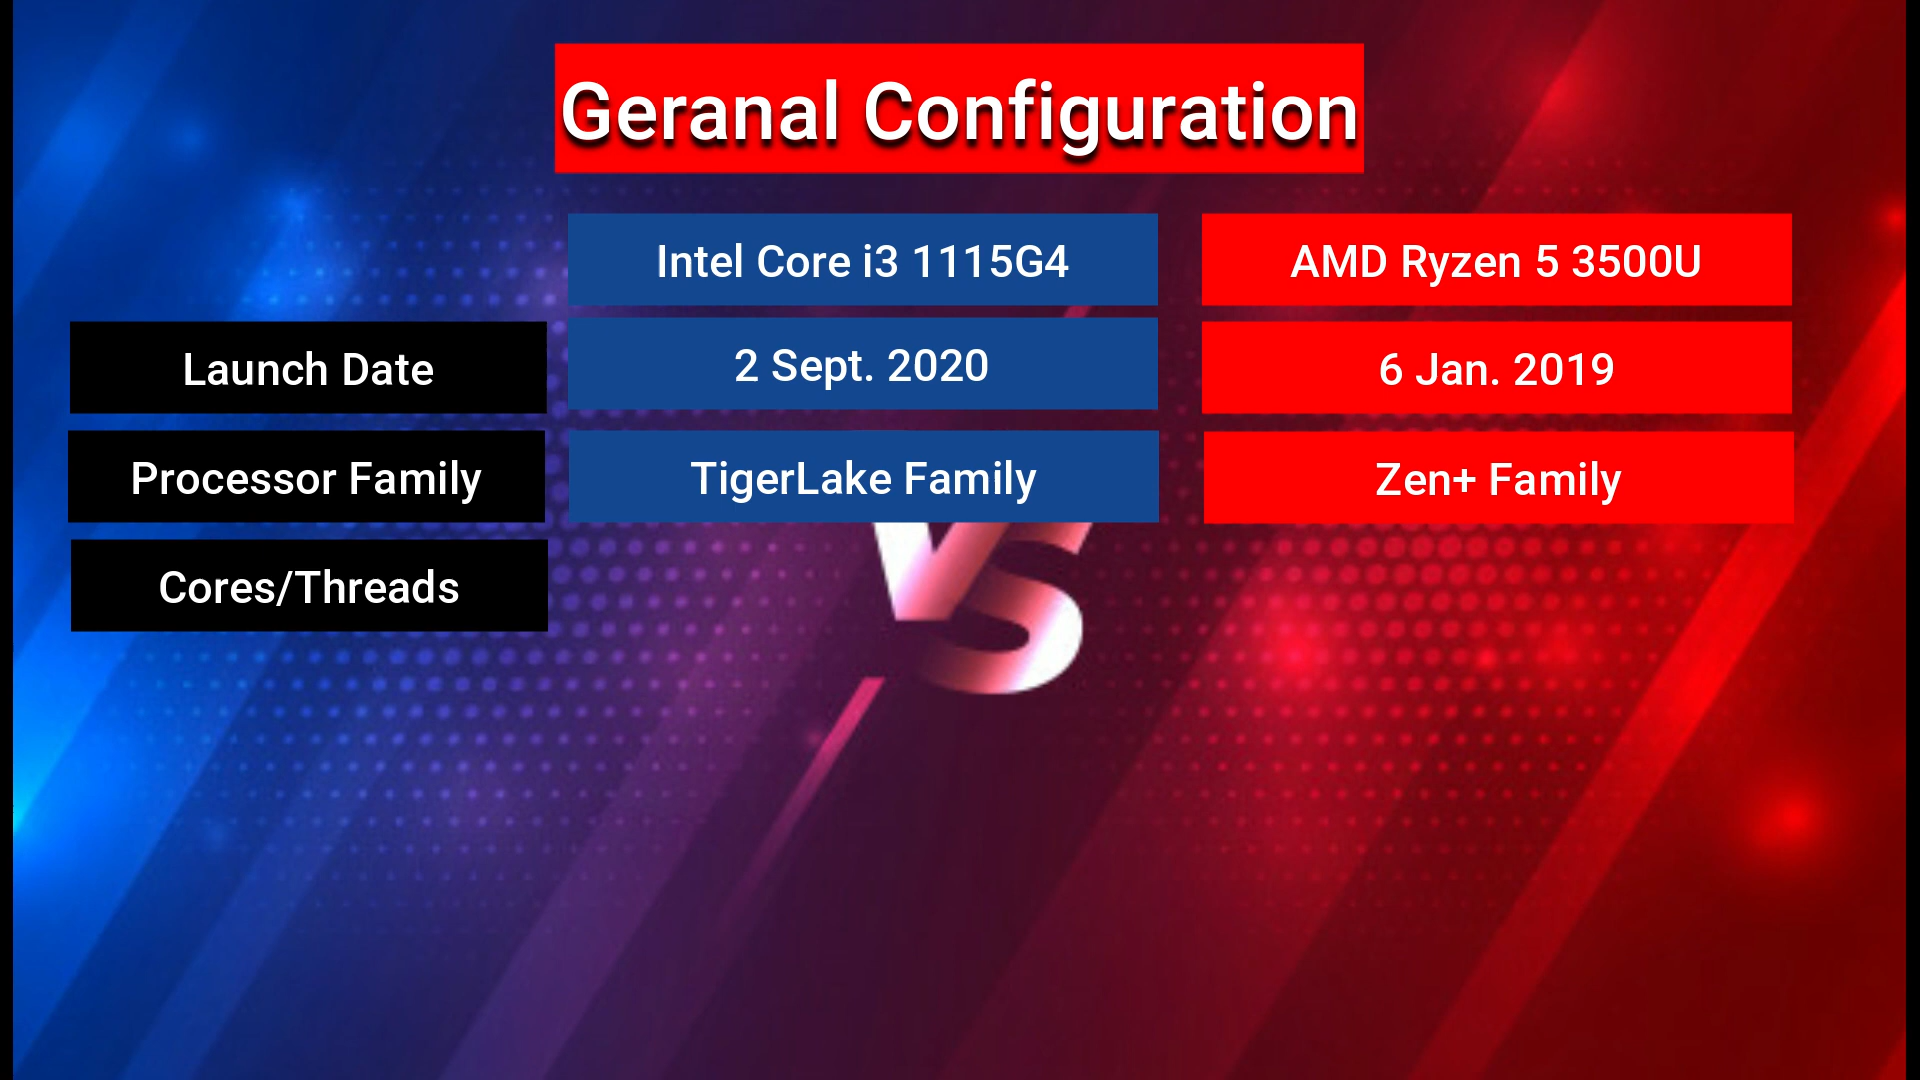 Geranal Configuration
Intel Core i3 1115G4
AMD Ryzen 5 3500U
Launch Date
2 Sept. 2020
6 Jan. 2019
Processor Family
TigerLake Family
Zen+ Family
VS
Cores/Threads